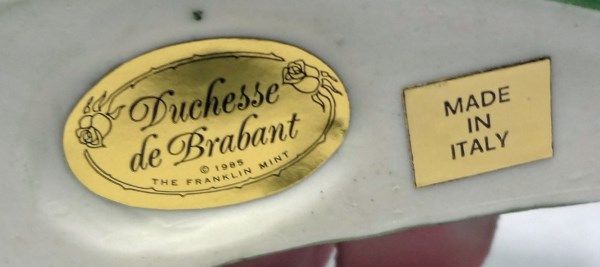 Duchesse
de Brabant
© 1985
THE FRANKLIN MINT
MADE
IN
ITALY